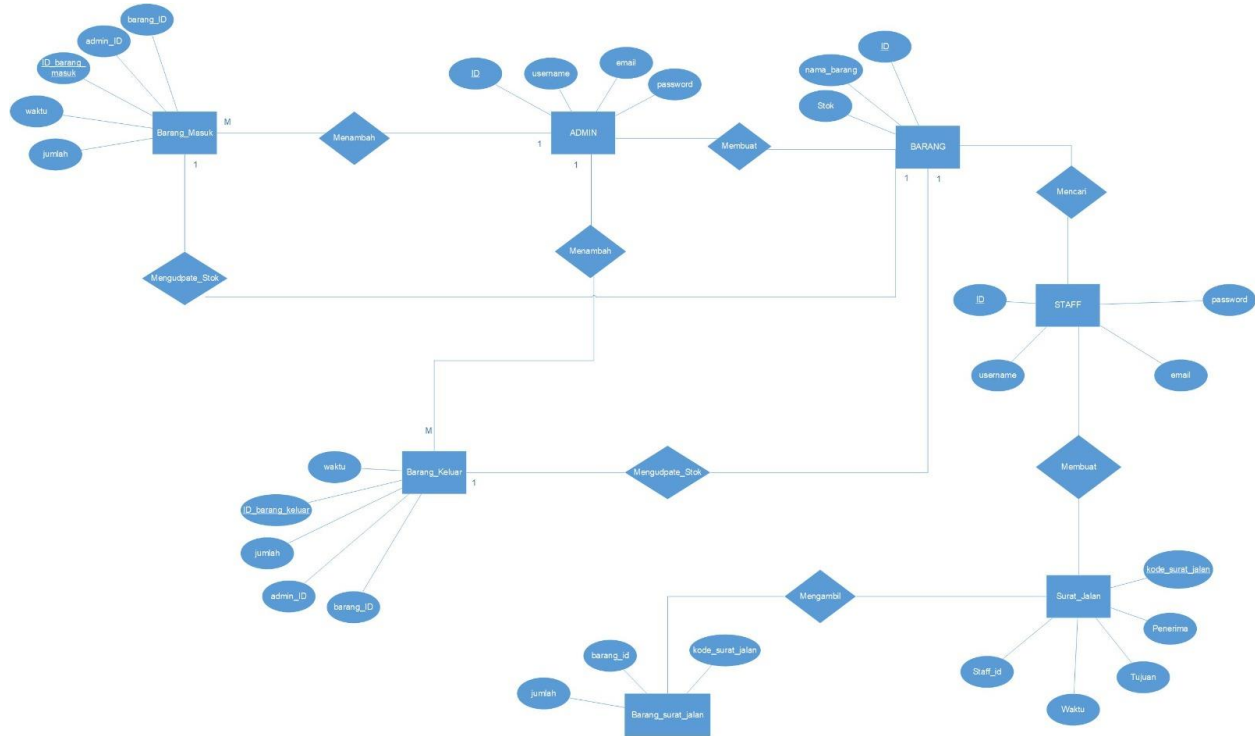 barang_ID
admin_ID
ID_barang_
masuk
waktu
jumlah
Barang_Masuk
M
1
Menambah
ID
username
email
password
ADMIN
1
1
Membuat
ID
nama_barang
Stok
BARANG
1
1
Mencari
Mengudpate_Stok
Menambah
ID
STAFF
password
username
email
M
waktu
Barang_Keluar
1
ID_barang_keluar
jumlah
admin_ID
barang_ID
Mengudpate_Stok
Membuat
kode_surat_jalan
Surat_Jalan
Penerima
Tujuan
Waktu
Staff_id
Mengambil
barang_id
kode_surat_jalan
jumlah
Barang_surat_jalan